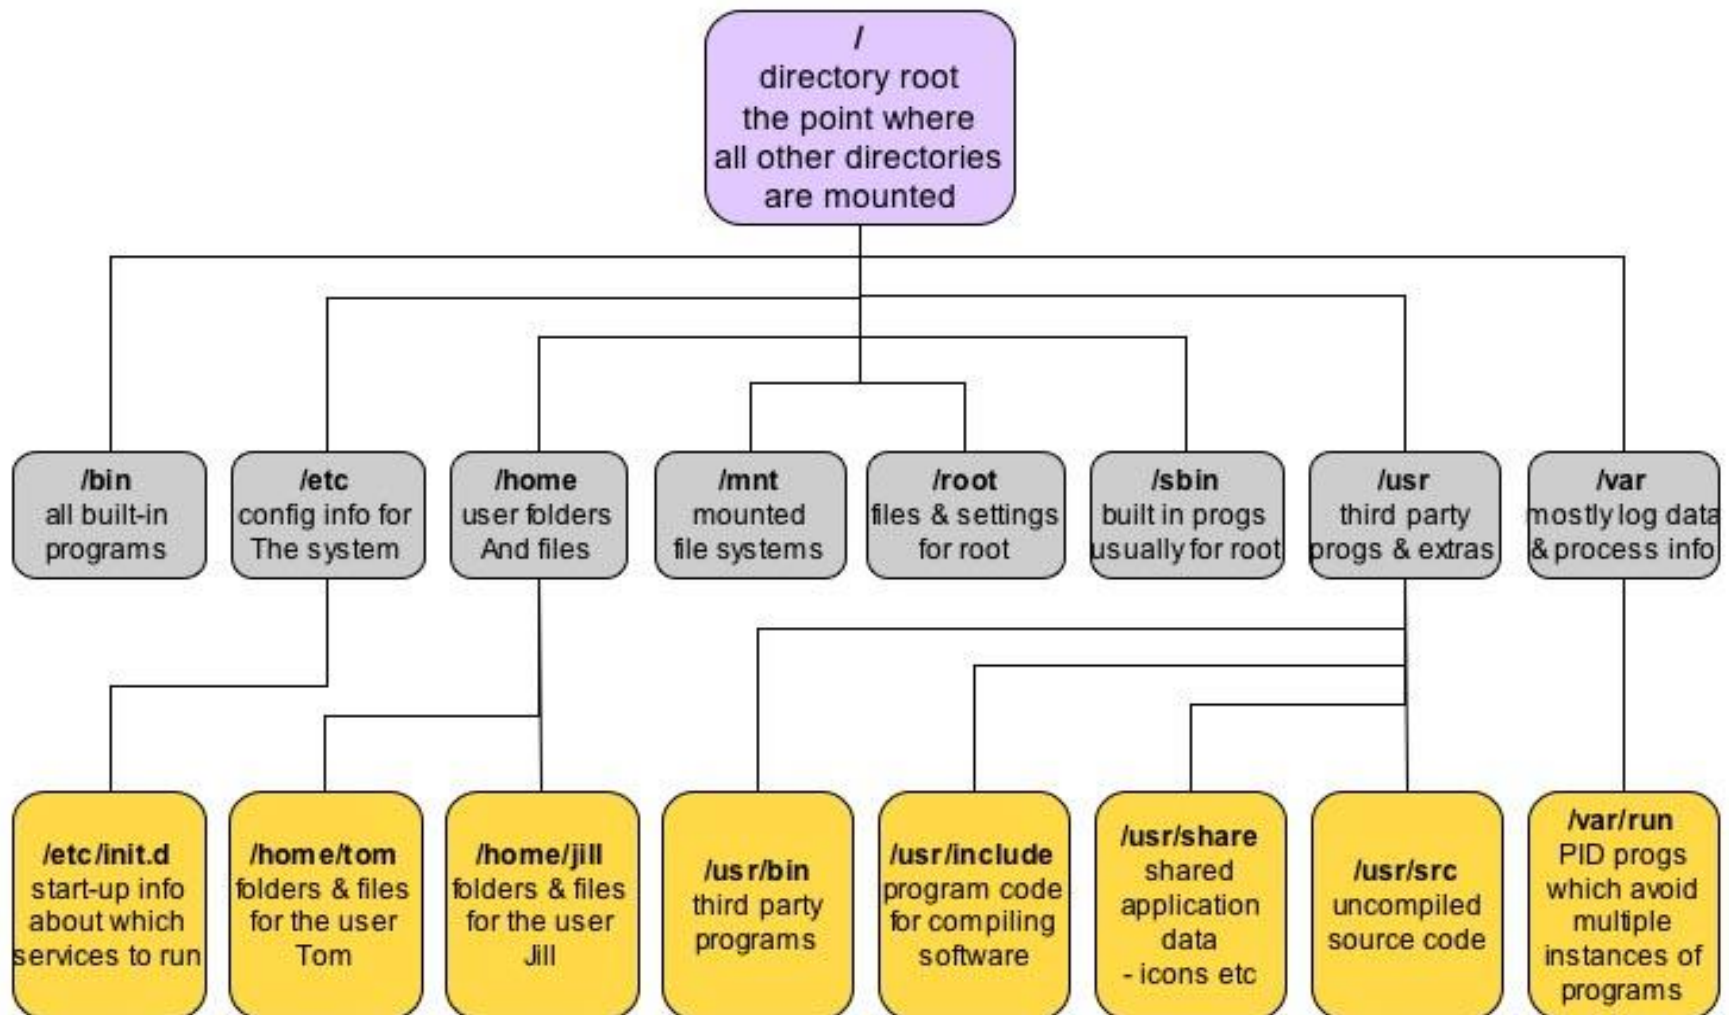 /
directory root
the point where
all other directories
are mounted
/bin
all built-in
programs
/etc
config info for
The system
/home
user folders
And files
/mnt
mounted
file systems
/root
files & settings
for root
/sbin
built in progs
usually for root
/usr
third party
progs & extras
/var
mostly log data
& process info
/etc/init.d
start-up info
about which
services to run
/home/tom
folders & files
for the user
Tom
/home/jill
folders & files
for the user
Jill
/usr/bin
third party
programs
/usr/include
program code
for compiling
software
/usr/share
shared
application
data
- icons etc
/usr/src
uncompiled
source code
/var/run
PID progs
which avoid
multiple
instances of
programs